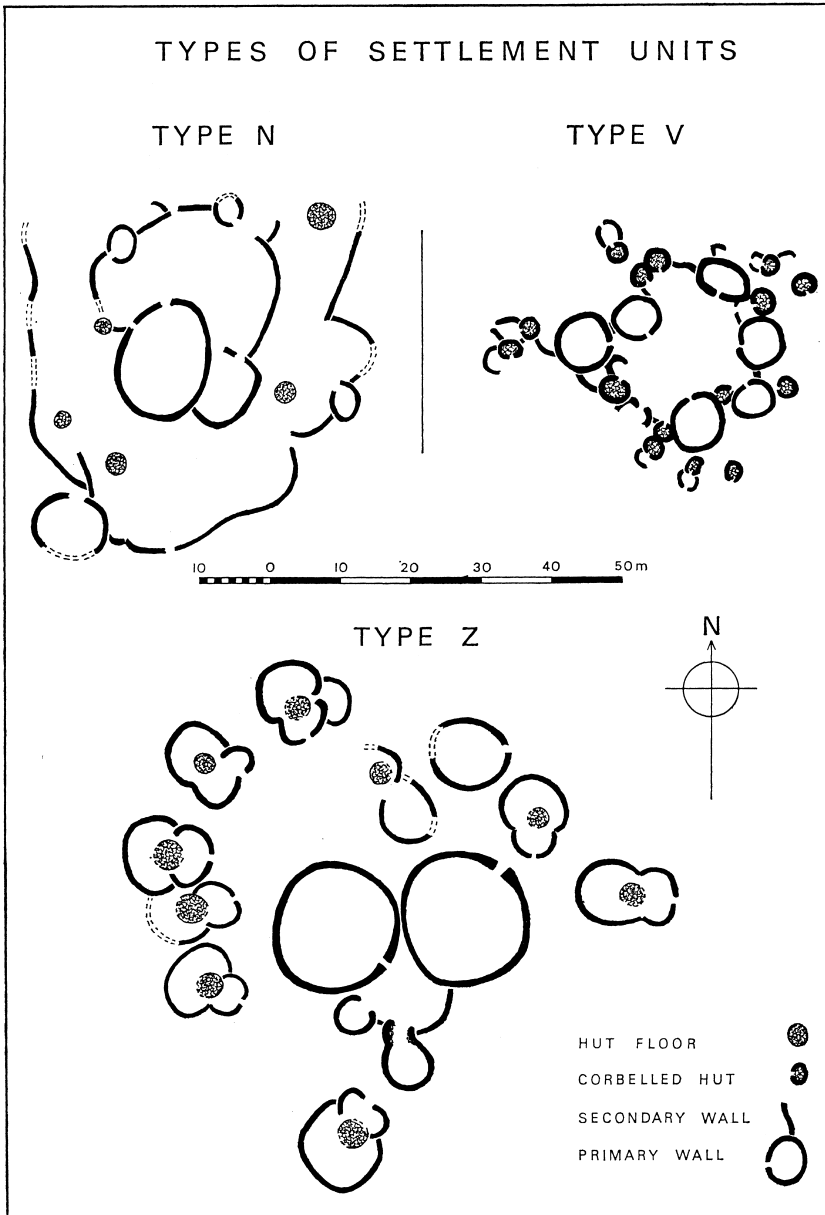 TYPES OF SETTLEMENT UNITS
TYPE N
TYPE V
10 0 10 20 30 40 50 m
TYPE Z
N
HUT FLOOR
CORBELLED HUT
SECONDARY WALL
PRIMARY WALL